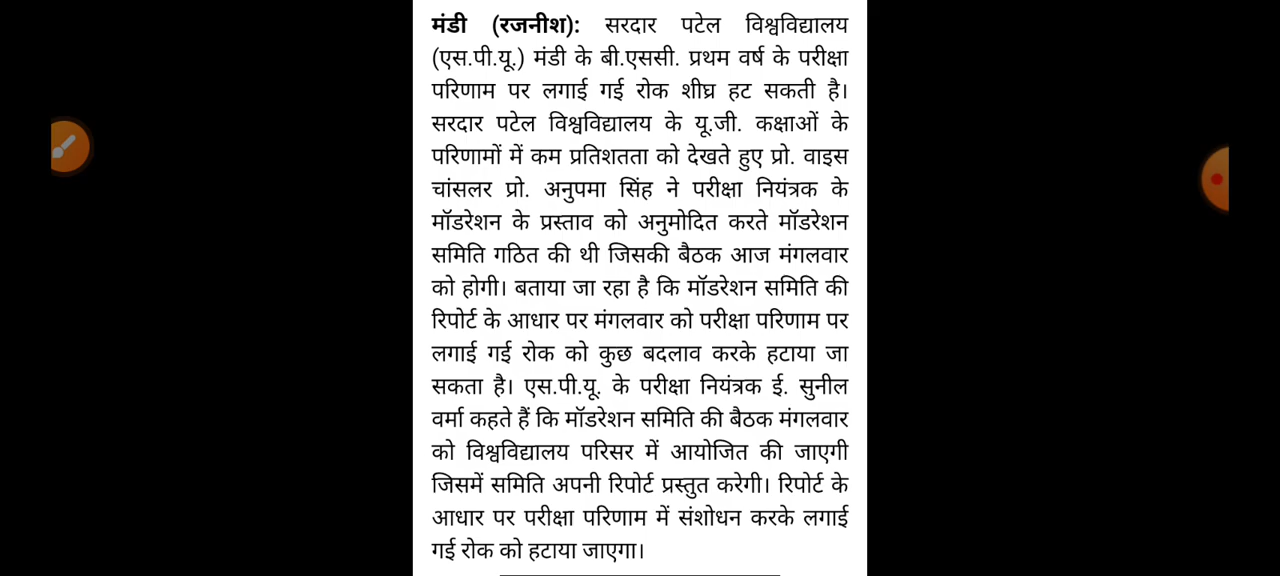 मंडी (रजनीश): सरदार पटेल विश्वविद्यालय
(एस.पी.यू.) मंडी के बी.एससी. प्रथम वर्ष के परीक्षा
परिणाम पर लगाई गई रोक शीघ्र हट सकती है।
सरदार पटेल विश्वविद्यालय के यू.जी. कक्षाओं के
परिणामों में कम प्रतिशतता को देखते हुए प्रो. वाइस
चांसलर प्रो. अनुपमा सिंह ने परीक्षा नियंत्रक के
मॉडरेशन के प्रस्ताव को अनुमोदित करते मॉडरेशन
समिति गठित की थी जिसकी बैठक आज मंगलवार
को होगी। बताया जा रहा है कि मॉडरेशन समिति की
रिपोर्ट के आधार पर मंगलवार को परीक्षा परिणाम पर
लगाई गई रोक को कुछ बदलाव करके हटाया जा
सकता है। एस.पी.यू. के परीक्षा नियंत्रक ई. सुनील
वर्मा कहते हैं कि मॉडरेशन समिति की बैठक मंगलवार
को विश्वविद्यालय परिसर में आयोजित की जाएगी
जिसमें समिति अपनी रिपोर्ट प्रस्तुत करेगी। रिपोर्ट के
आधार पर परीक्षा परिणाम में संशोधन करके लगाई
गई रोक को हटाया जाएगा।